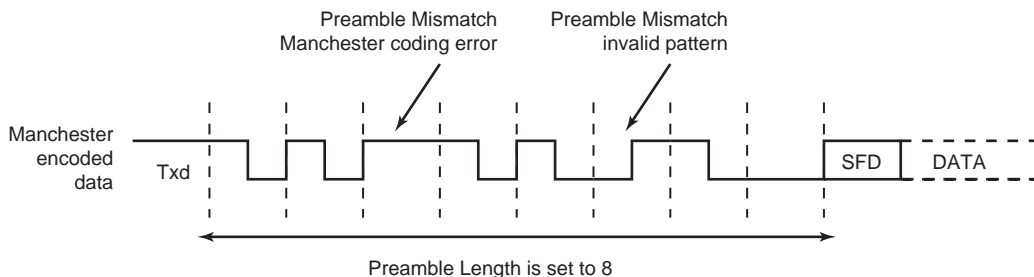 Preamble Mismatch
Manchester coding error
Preamble Mismatch
invalid pattern
Manchester
encoded
data
Txd
SFD
DATA
Preamble Length is set to 8